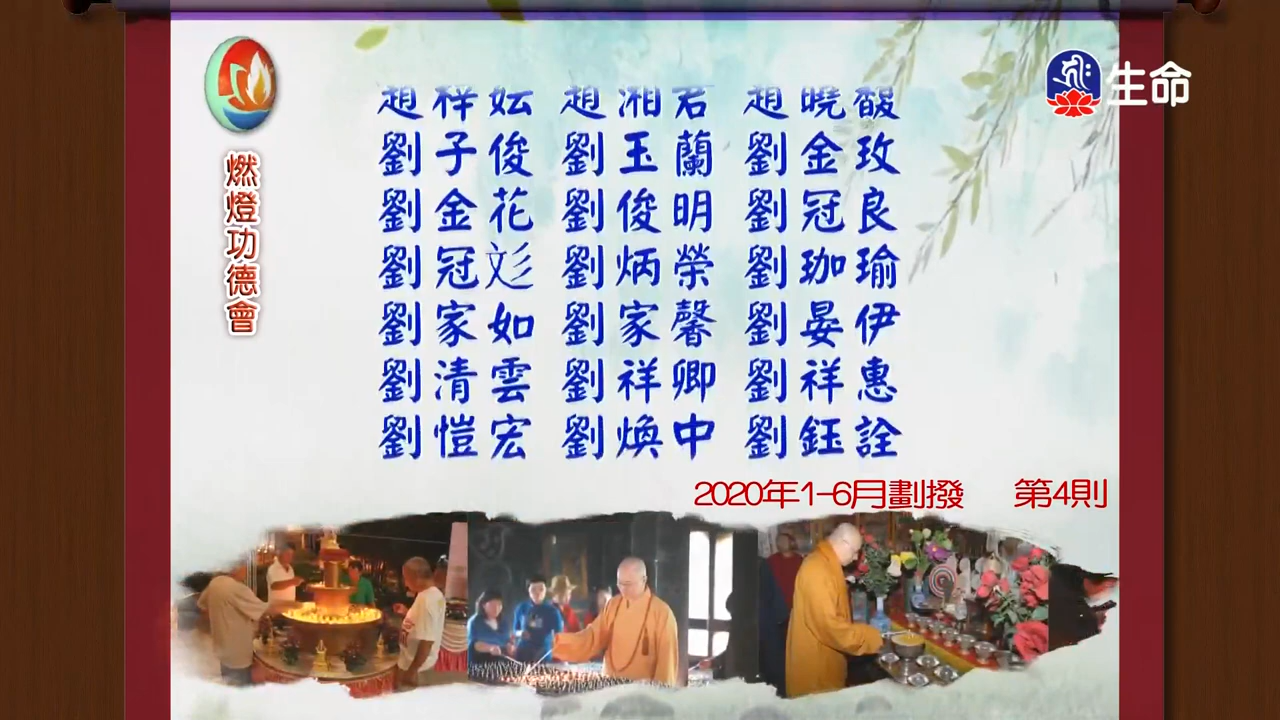 生命
燃燈功德會
趙梓妘 趙湘君 趙曉馥
劉子俊 劉玉蘭 劉金玫
劉金花 劉俊明 劉冠良
劉冠彣 劉炳榮 劉珈瑜
劉家如 劉家馨 劉晏伊
劉清雲 劉祥卿 劉祥惠
劉愷宏 劉煥中 劉鈺詮
2020年1-6月劃撥 第4則